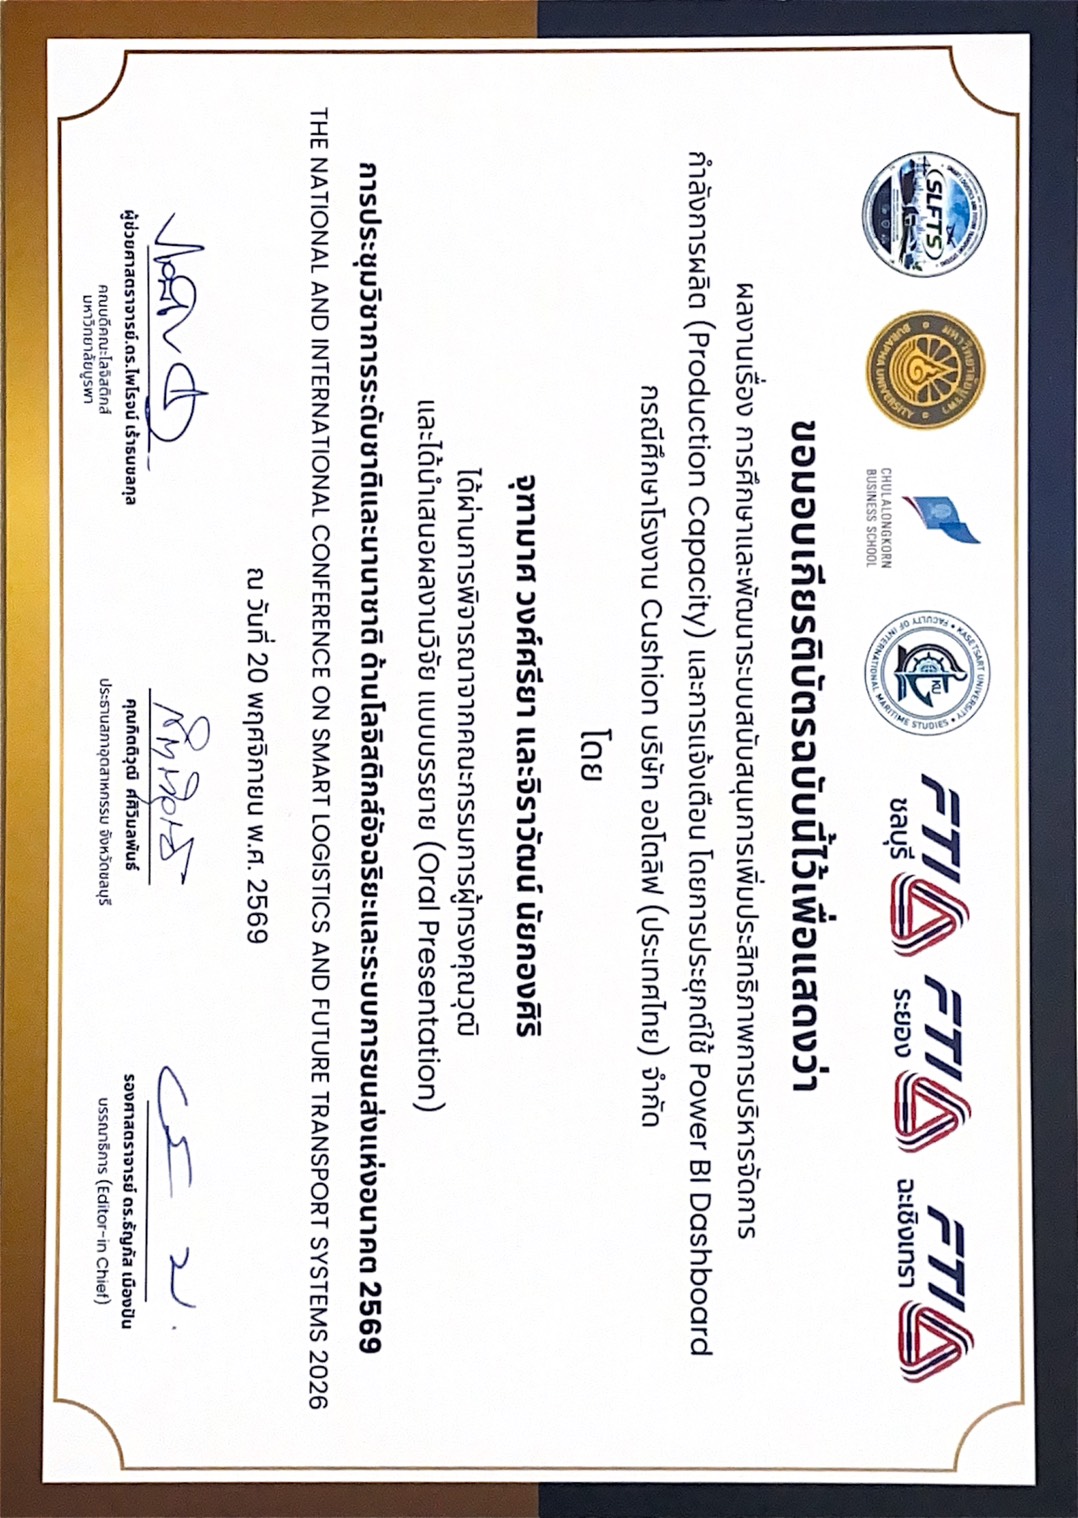 SMART LOGISTICS AND FUTURE TRANSPORT SYSTEMS
SLFTS
มหาวิทยาลัยบูรพา
BURAPHA UNIVERSITY
CHULALONGKORN
BUSINESS SCHOOL
KASETSART UNIVERSITY
FACULTY OF INTERNATIONAL MARITIME STUDIES
KU
FTI
ชลบุรี
FTI
ระยอง
FTI
ฉะเชิงเทรา
ขอมอบเกียรติบัตรฉบับนี้ไว้เพื่อแสดงว่า
ผลงานเรื่อง การศึกษาและพัฒนาระบบสนับสนุนการเพิ่มประสิทธิภาพการบริหารจัดการ
กำลังการผลิต (Production Capacity) และการแจ้งเตือน โดยการประยุกต์ใช้ Power BI Dashboard
กรณีศึกษาโรงงาน Cushion บริษัท ออโตลิฟ (ประเทศไทย) จำกัด
โดย
จุฑามาศ วงศ์ศรียา และจิราวัฒน์ นัยกองศิริ
ได้ผ่านการพิจารณาจากคณะกรรมการผู้ทรงคุณวุฒิ
และได้นำเสนอผลงานวิจัย แบบบรรยาย (Oral Presentation)
การประชุมวิชาการระดับชาติและนานาชาติ ด้านโลจิสติกส์อัจฉริยะและระบบการขนส่งแห่งอนาคต 2569
THE NATIONAL AND INTERNATIONAL CONFERENCE ON SMART LOGISTICS AND FUTURE TRANSPORT SYSTEMS 2026
ณ วันที่ 20 พฤศจิกายน พ.ศ. 2569
ผู้ช่วยศาสตราจารย์.ดร.ไพโรจน์ เร้าธนชลกุล
คณบดีคณะโลจิสติกส์
มหาวิทยาลัยบูรพา
คุณกิตติวุฒิ ศศิวิมลพันธ์
ประธานสภาอุตสาหกรรม จังหวัดชลบุรี
รองศาสตราจารย์ ดร.ธัญภัส เมืองปัน
บรรณาธิการ (Editor-in Chief)